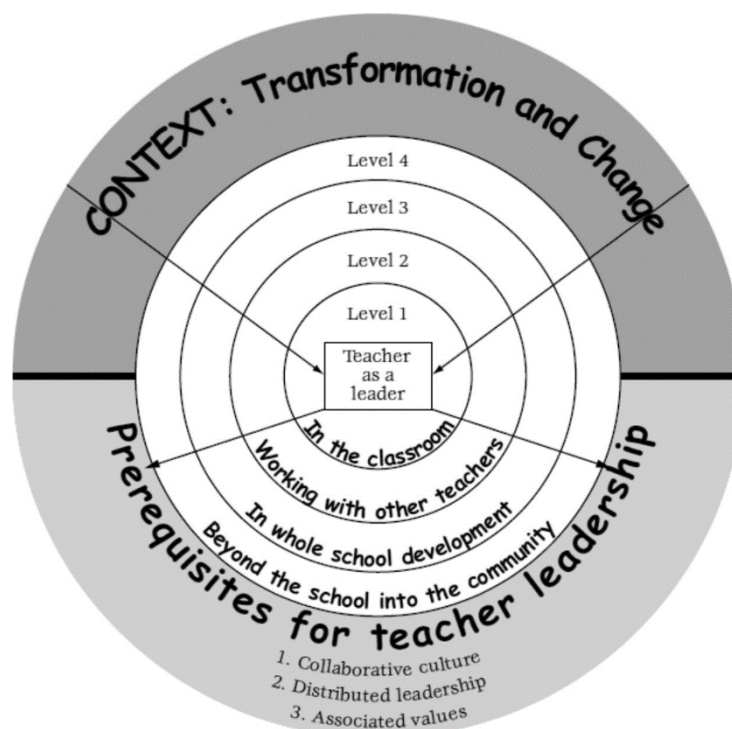 CONTEXT: Transformation and Change
Level 4
Level 3
Level 2
Level 1
Teacher
as a
leader
In the classroom
Working with other teachers
In whole school development
Beyond the school into the community
Prerequisites for teacher leadership
1. Collaborative culture
2. Distributed leadership
3. Associated values